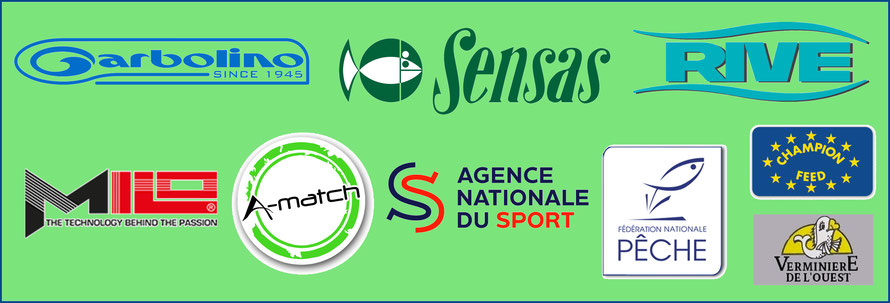 Garbolino
SINCE 1945
Sensas
RIVE
MILO
THE TECHNOLOGY BEHIND THE PASSION
A-match
AGENCE
NATIONALE
DU SPORT
FÉDÉRATION NATIONALE
PÊCHE
CHAMPION
FEED
VERMINIERE
DE L'OUEST